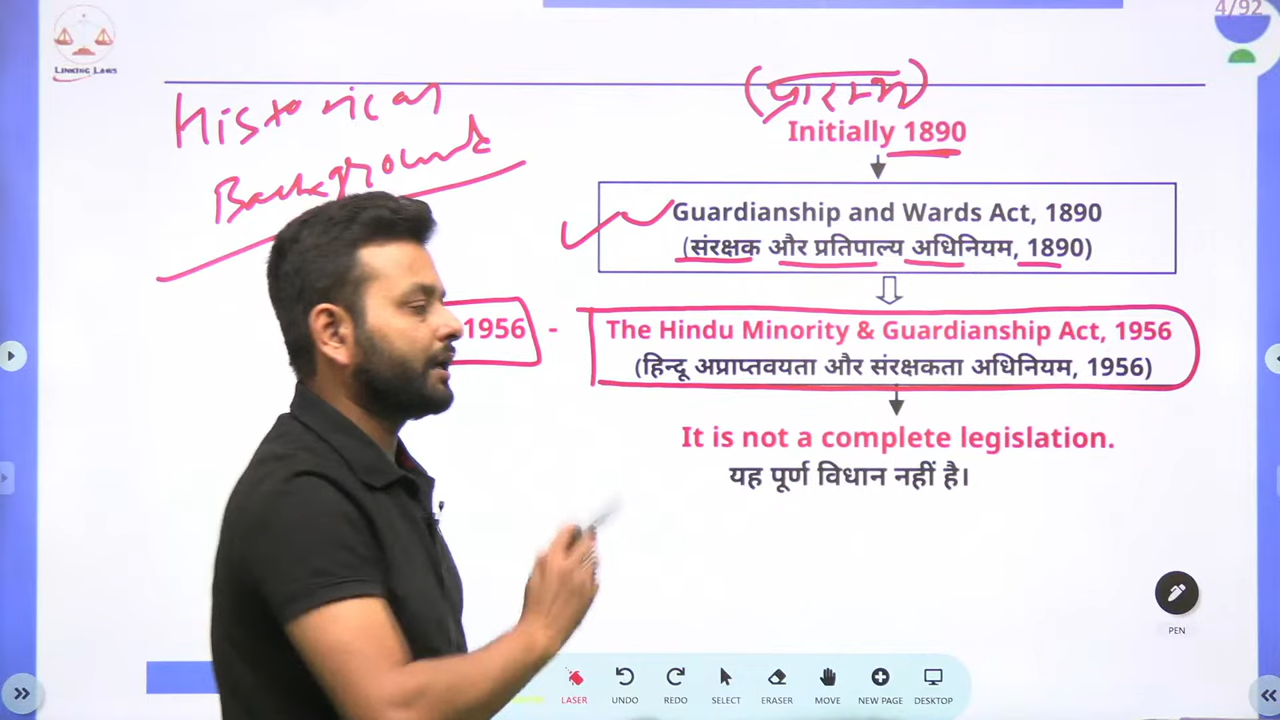 4/92
LINKING LAWS
Historical
Background
(प्रारम्भ)
Initially 1890
Guardianship and Wards Act, 1890
(संरक्षक और प्रतिपाल्य अधिनियम, 1890)
1956 - The Hindu Minority & Guardianship Act, 1956
(हिन्दू अप्राप्तवयता और संरक्षकता अधिनियम, 1956)
It is not a complete legislation.
यह पूर्ण विधान नहीं है।
PEN
LASER UNDO REDO SELECT ERASER MOVE NEW PAGE DESKTOP